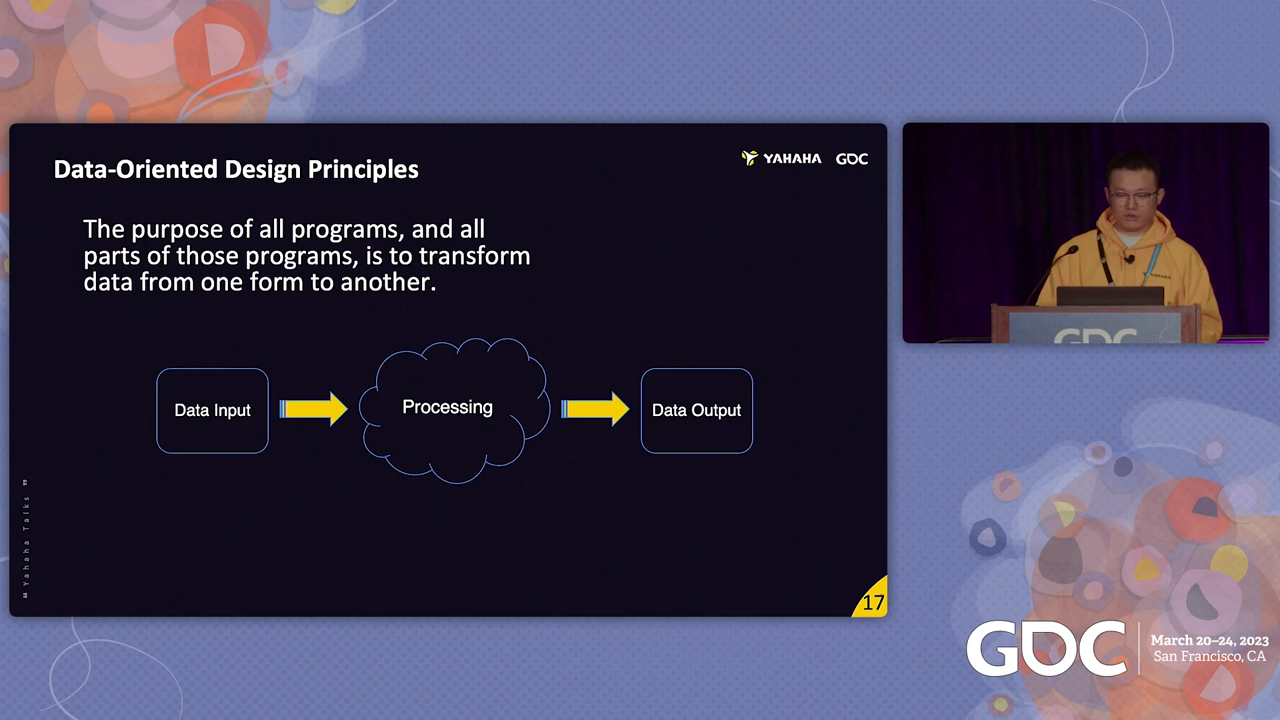 Data-Oriented Design Principles
YAHAHA GDC
The purpose of all programs, and all
parts of those programs, is to transform
data from one form to another.
Data Input
Processing
Data Output
“ Yahaha Talks ”
17
YAHAHA
GDC
GDC
March 20–24, 2023
San Francisco, CA